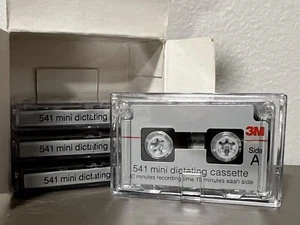 541 mini dictating
541 mini dictating
541 mini dictating
3M
Side
A
541 mini dictating cassette
30 minutes recording time 15 minutes each side